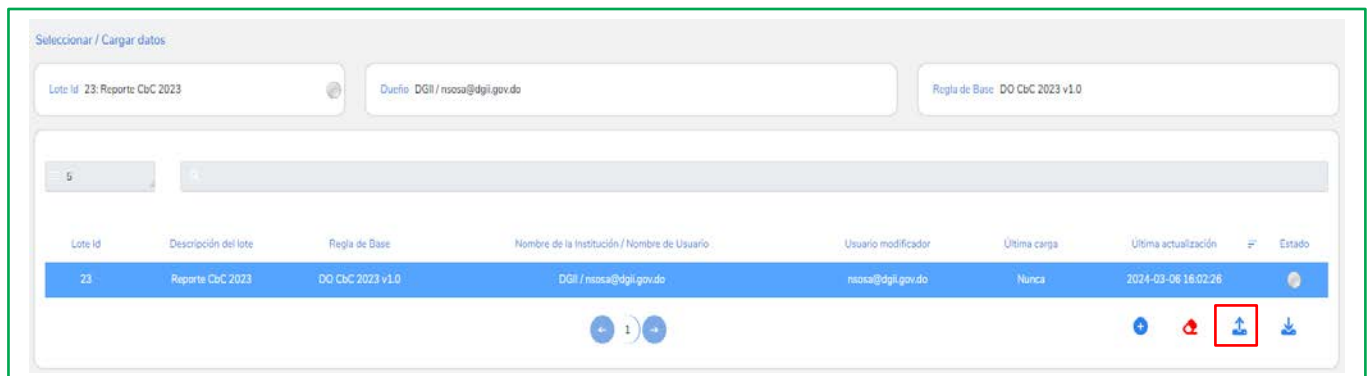 Seleccionar / Cargar datos
Lote Id 23: Reporte CbC 2023
Dueño DGII / nsosa@dgii.gov.do
Regla de Base DO CbC 2023 v1.0
5
Lote Id Descripción del lote Regla de Base Nombre de la Institución / Nombre de Usuario Usuario modificador Última carga Última actualización Estado
23 Reporte CbC 2023 DO CbC 2023 v1.0 DGII / nsosa@dgii.gov.do nsosa@dgii.gov.do Nunca 2024-03-06 16:02:26
1